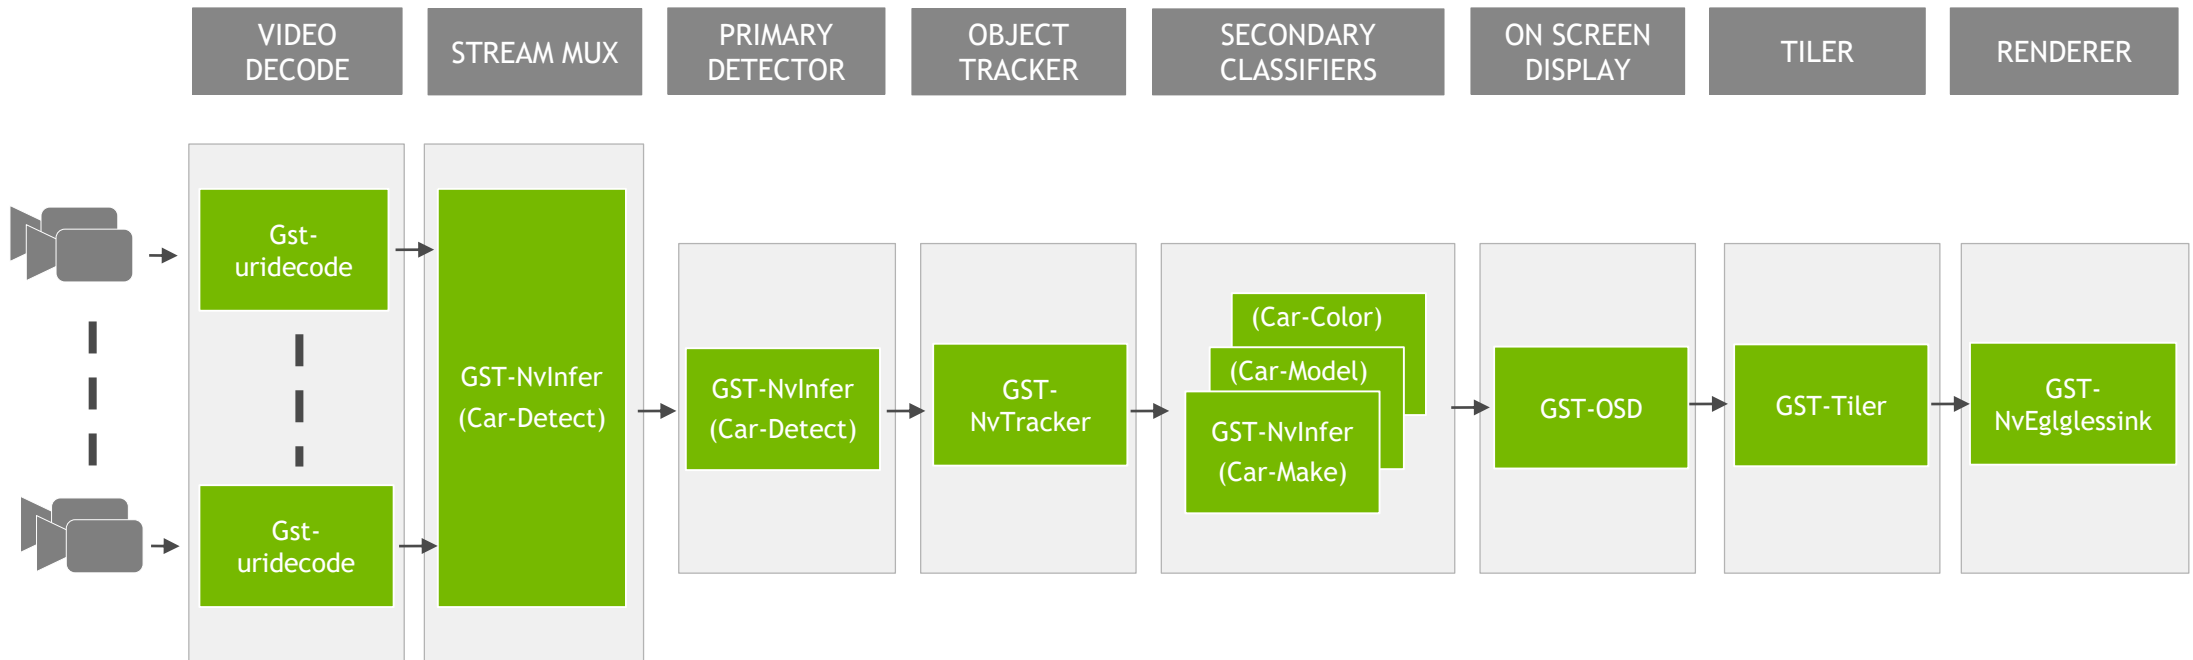 VIDEO
DECODE
STREAM MUX
PRIMARY
DETECTOR
OBJECT
TRACKER
SECONDARY
CLASSIFIERS
ON SCREEN
DISPLAY
TILER
RENDERER
Gst-
uridecode
Gst-
uridecode
GST-NvInfer
(Car-Detect)
GST-NvInfer
(Car-Detect)
GST-
NvTracker
(Car-Color)
(Car-Model)
GST-NvInfer
(Car-Make)
GST-OSD
GST-Tiler
GST-
NvEglglessink